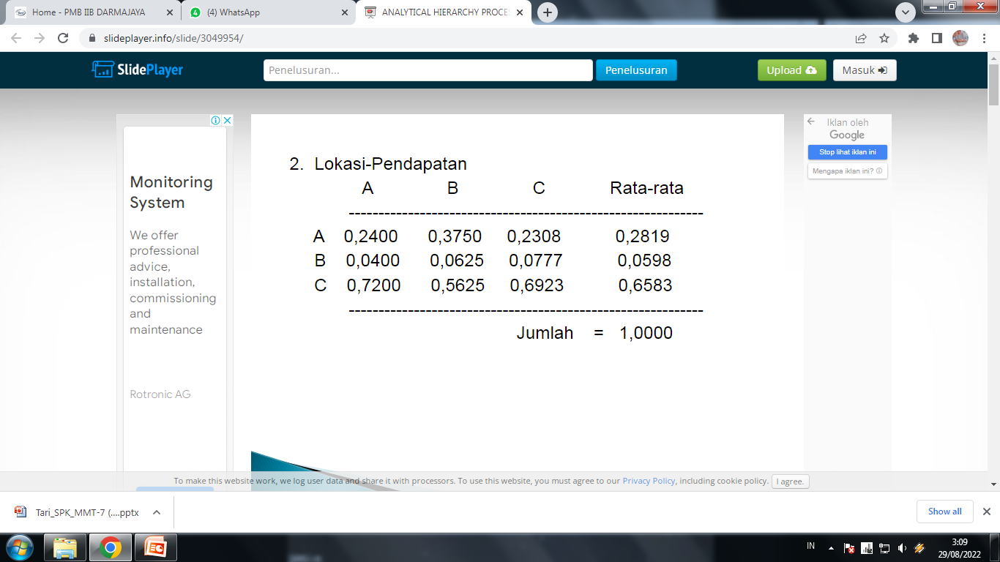 Home - PMB IIB DARMAJAYA
(4) WhatsApp
ANALYTICAL HIERARCHY PROCE
slideplayer.info/slide/3049954/
SlidePlayer
Penelusuran...
Penelusuran
Upload
Masuk
Monitoring
System
We offer
professional
advice,
installation,
commissioning
and
maintenance
Rotronic AG
2. Lokasi-Pendapatan
A B C Rata-rata
------------------------------------------------------------
A 0,2400 0,3750 0,2308 0,2819
B 0,0400 0,0625 0,0777 0,0598
C 0,7200 0,5625 0,6923 0,6583
------------------------------------------------------------
Jumlah = 1,0000
Iklan oleh
Google
Stop lihat iklan ini
Mengapa iklan ini?
To make this website work, we log user data and share it with processors. To use this website, you must agree to our Privacy Policy, including cookie policy. I agree.
Tari_SPK_MMT-7 (....pptx
Show all
IN
3:09
29/08/2022